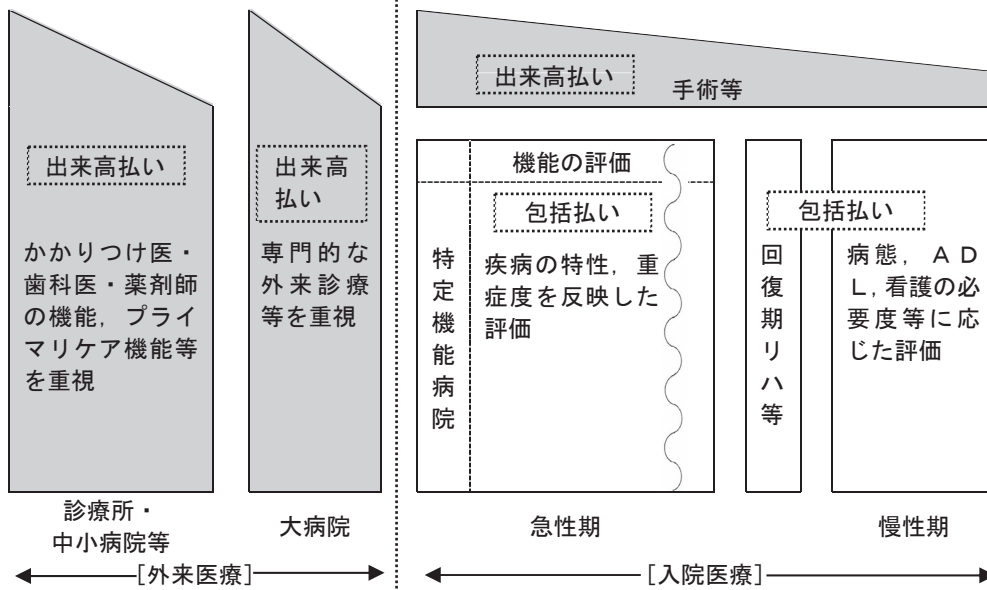 出来高払い
かかりつけ医・
歯科医・薬剤師
の機能，プライ
マリケア機能等
を重視
診療所・
中小病院等
出来高
払い
専門的な
外来診療
等を重視
大病院
[外来医療]
出来高払い
手術等
特定機能病院
機能の評価
包括払い
疾病の特性，重
症度を反映した
評価
急性期
回復期リハ等
包括払い
病態，ＡＤ
Ｌ，看護の必
要度等に応
じた評価
慢性期
[入院医療]